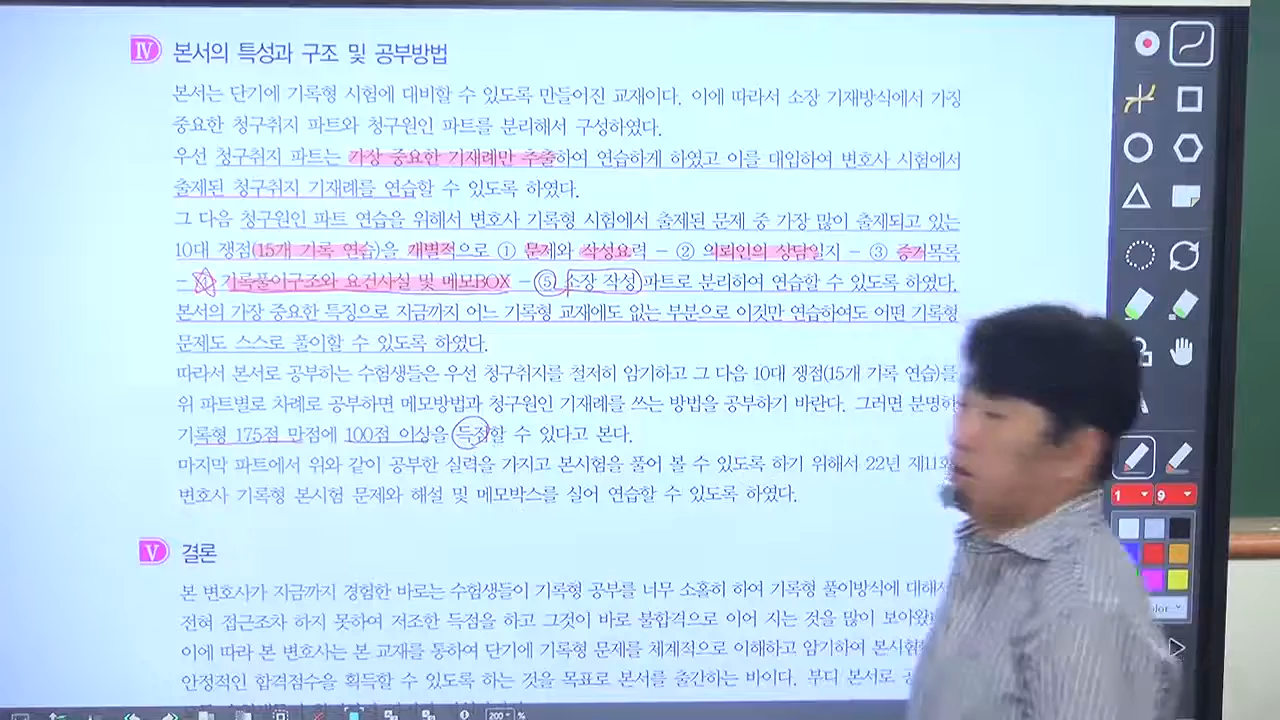 Ⅳ 본서의 특성과 구조 및 공부방법
본서는 단기에 기록형 시험에 대비할 수 있도록 만들어진 교재이다. 이에 따라서 소장 기재방식에서 가장
중요한 청구취지 파트와 청구원인 파트를 분리해서 구성하였다.
우선 청구취지 파트는 가장 중요한 기재례만 추출하여 연습하게 하였고 이를 대입하여 변호사 시험에서
출제된 청구취지 기재례를 연습할 수 있도록 하였다.
그 다음 청구원인 파트 연습을 위해서 변호사 기록형 시험에서 출제된 문제 중 가장 많이 출제되고 있는
10대 쟁점(15개 기록 연습)을 개별적으로 ① 문제와 작성요력 - ② 의뢰인의 상담일지 - ③ 증거목록
- ④ 기록풀이구조와 요건사실 및 메모BOX - ⑤ 소장 작성 파트로 분리하여 연습할 수 있도록 하였다.
본서의 가장 중요한 특징으로 지금까지 어느 기록형 교재에도 없는 부분으로 이것만 연습하여도 어떤 기록형
문제도 스스로 풀이할 수 있도록 하였다.
따라서 본서로 공부하는 수험생들은 우선 청구취지를 철저히 암기하고 그 다음 10대 쟁점(15개 기록 연습)를
위 파트별로 차례로 공부하면 메모방법과 청구원인 기재례를 쓰는 방법을 공부하기 바란다. 그러면 분명한
기록형 175점 만점에 100점 이상을 득점할 수 있다고 본다.
마지막 파트에서 위와 같이 공부한 실력을 가지고 본시험을 풀어 볼 수 있도록 하기 위해서 22년 제11회
변호사 기록형 본시험 문제와 해설 및 메모박스를 실어 연습할 수 있도록 하였다.
Ⅴ 결론
본 변호사가 지금까지 경험한 바로는 수험생들이 기록형 공부를 너무 소홀히 하여 기록형 풀이방식에 대해서
전혀 접근조차 하지 못하여 저조한 득점을 하고 그것이 바로 불합격으로 이어 지는 것을 많이 보아왔
이에 따라 본 변호사는 본 교재를 통하여 단기에 기록형 문제를 체계적으로 이해하고 암기하여 본시험
안정적인 합격점수를 획득할 수 있도록 하는 것을 목표로 본서를 출간하는 바이다. 부디 본서로
1 9
200 %